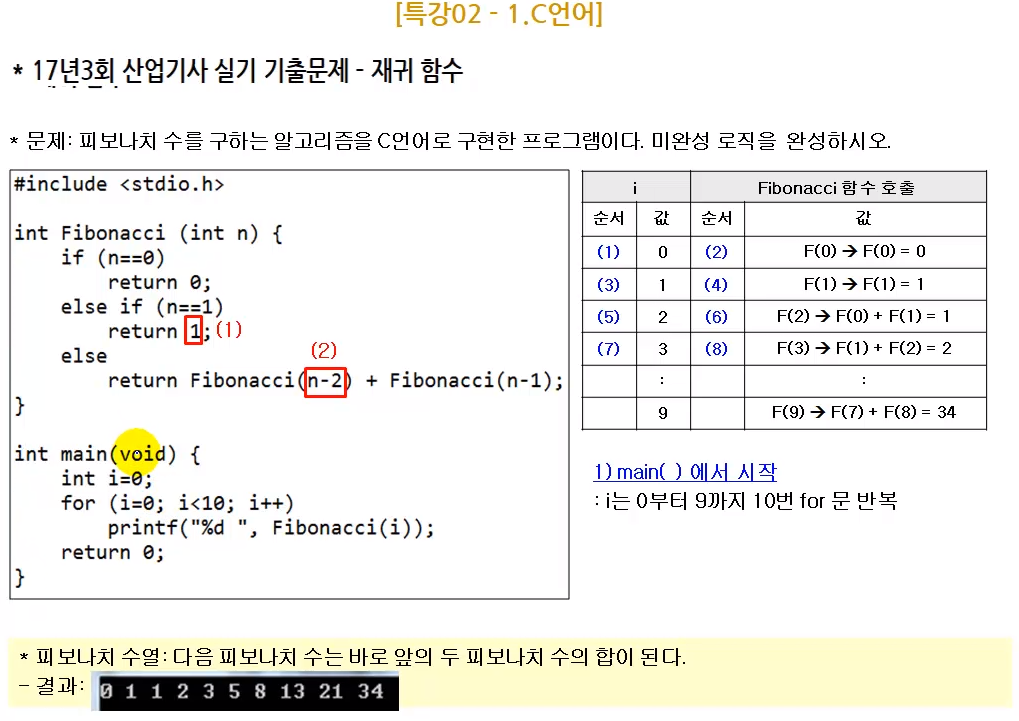 [특강02 - 1.C언어]
* 17년3회 산업기사 실기 기출문제 - 재귀 함수
* 문제: 피보나치 수를 구하는 알고리즘을 C언어로 구현한 프로그램이다. 미완성 로직을 완성하시오.
#include <stdio.h>
int Fibonacci (int n) {
if (n==0)
return 0;
else if (n==1)
return 1; (1)
else
(2)
return Fibonacci(n-2) + Fibonacci(n-1);
}
int main(void) {
int i=0;
for (i=0; i<10; i++)
printf("%d ", Fibonacci(i));
return 0;
}
i Fibonacci 함수 호출
순서 값 순서 값
(1) 0 (2) F(0) → F(0) = 0
(3) 1 (4) F(1) → F(1) = 1
(5) 2 (6) F(2) → F(0) + F(1) = 1
(7) 3 (8) F(3) → F(1) + F(2) = 2
: :
9 F(9) → F(7) + F(8) = 34
1) main( ) 에서 시작
: i는 0부터 9까지 10번 for 문 반복
* 피보나치 수열: 다음 피보나치 수는 바로 앞의 두 피보나치 수의 합이 된다.
- 결과: 0 1 1 2 3 5 8 13 21 34